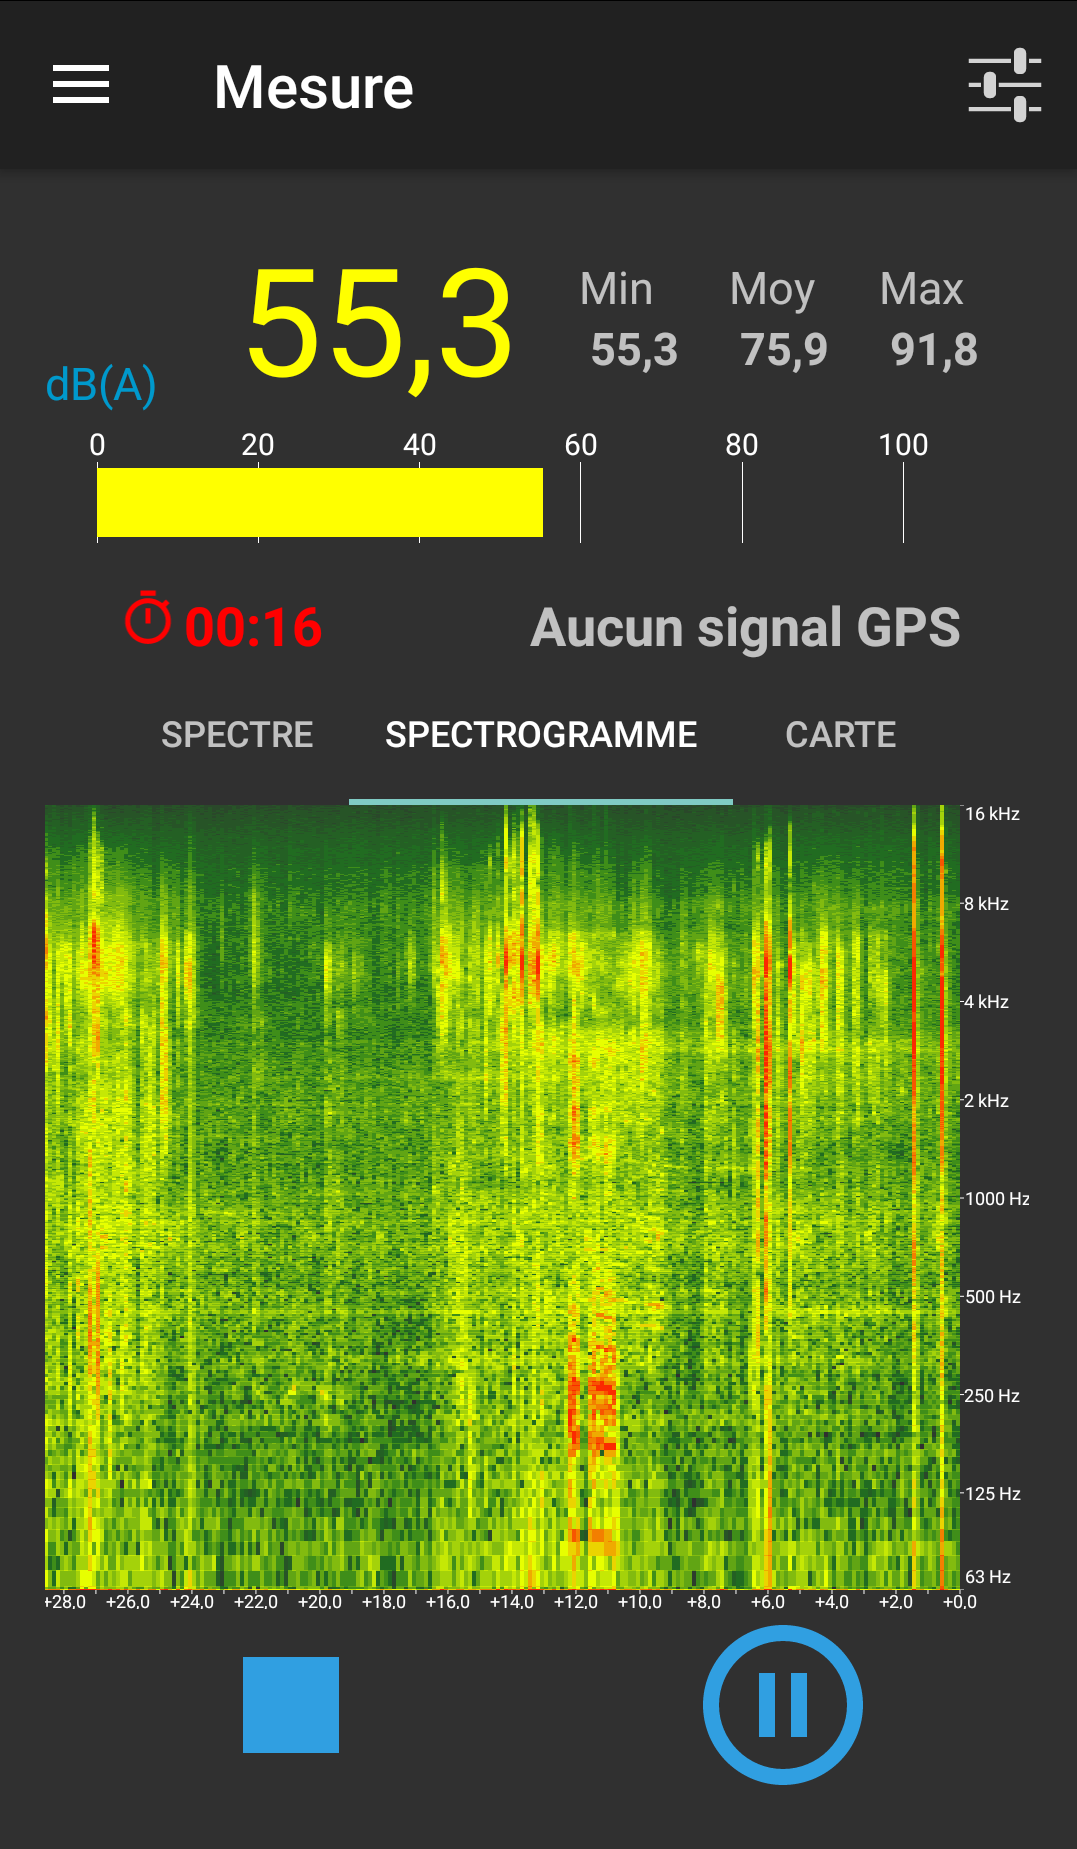 Mesure
55,3
Min Moy Max
55,3 75,9 91,8
dB(A)
0 20 40 60 80 100
00:16
Aucun signal GPS
SPECTRE SPECTROGRAMME CARTE
16 kHz
8 kHz
4 kHz
2 kHz
1000 Hz
500 Hz
250 Hz
125 Hz
63 Hz
+28,0 +26,0 +24,0 +22,0 +20,0 +18,0 +16,0 +14,0 +12,0 +10,0 +8,0 +6,0 +4,0 +2,0 +0,0